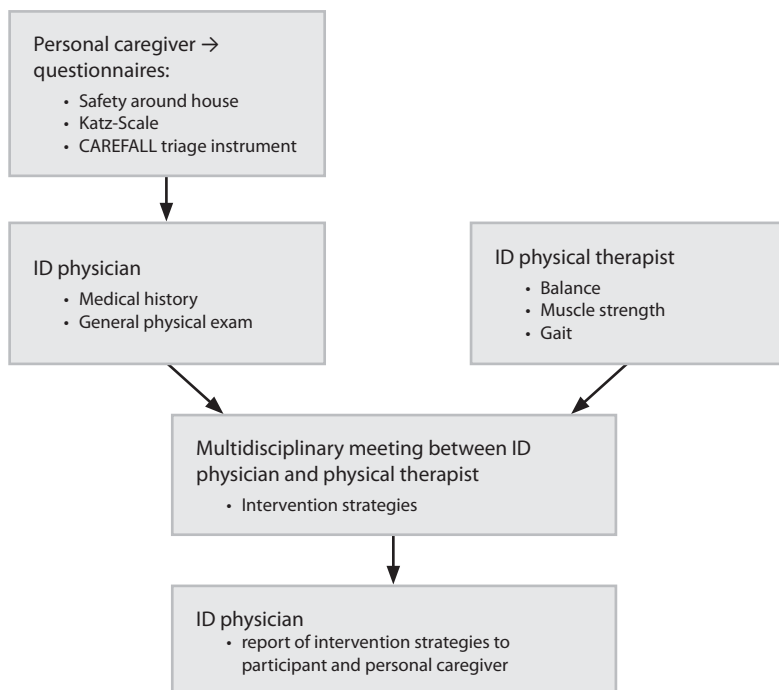 Personal caregiver →
questionnaires:
• Safety around house
• Katz-Scale
• CAREFALL triage instrument
ID physician
• Medical history
• General physical exam
ID physical therapist
• Balance
• Muscle strength
• Gait
Multidisciplinary meeting between ID
physician and physical therapist
• Intervention strategies
ID physician
• report of intervention strategies to
participant and personal caregiver